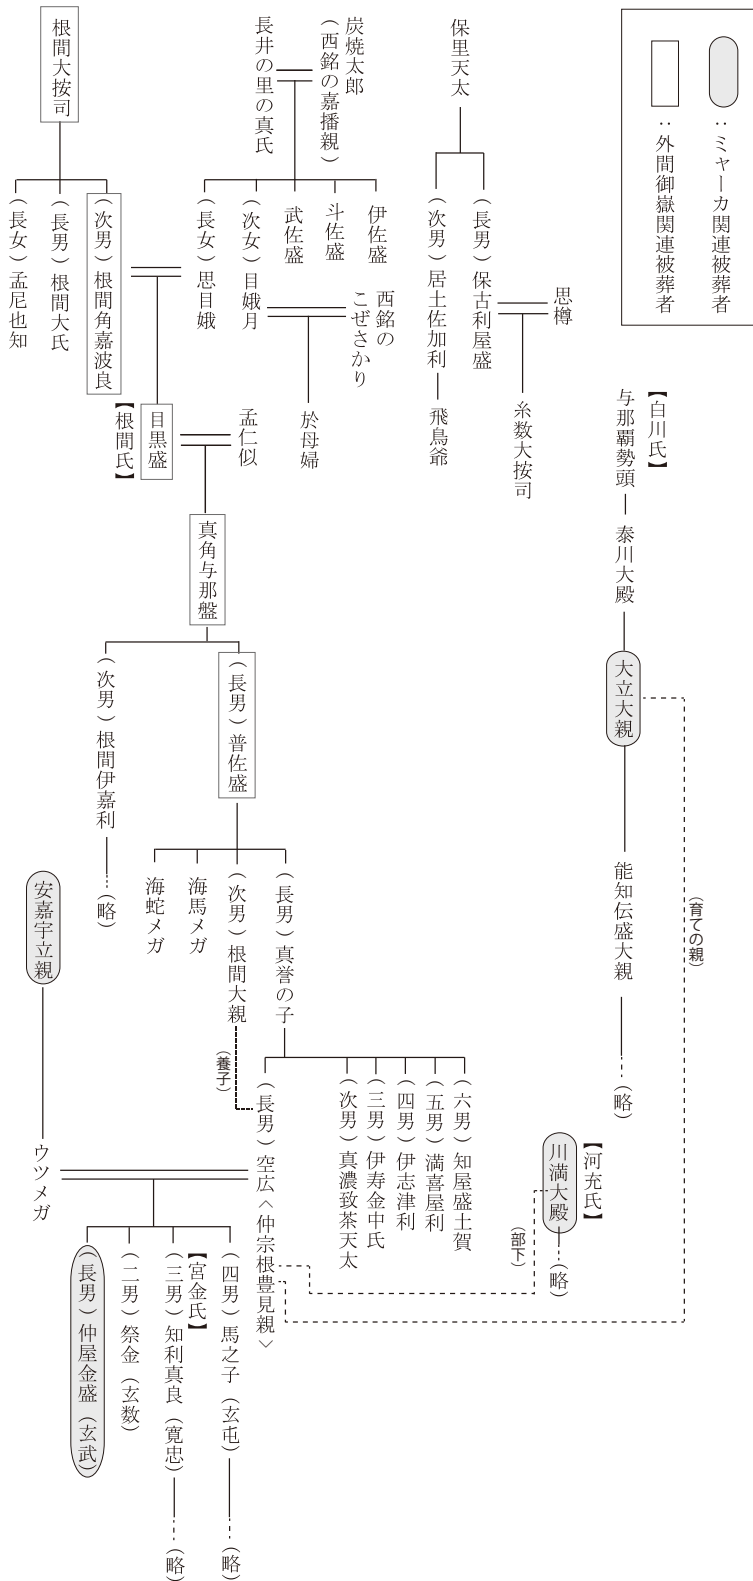 ：ミャーカ関連被葬者
：外間御嶽関連被葬者
【白川氏】
与那覇勢頭
泰川大殿
大立大親
能知伝盛大親
(略)
(育ての親)
保里天太
(長男)保古利屋盛
思樽
糸数大按司
(次男)居士佐加利
飛鳥爺
炭焼太郎
(西銘の嘉播親)
長井の里の真氏
伊佐盛
斗佐盛
武佐盛
(次女)目娥月
(長女)思目娥
西銘の
こぜさかり
於母婦
根間大按司
(次男)根間角嘉波良
(長男)根間大氏
(長女)孟尼也知
目黒盛
【根間氏】
孟仁似
真角与那盤
(長男)普佐盛
(次男)根間伊嘉利
(略)
(長男)真誉の子
(次男)根間大親
海馬メガ
海蛇メガ
(養子)
(六男)知屋盛土賀
(五男)満喜屋利
(四男)伊志津利
(三男)伊寿金中氏
(次男)真濃致茶天太
(長男)空広〈仲宗根豊見親〉
【河充氏】
川満大殿
(略)
(部下)
安嘉宇立親
ウツメガ
(四男)馬之子(玄屯)
(略)
【宮金氏】
(三男)知利真良(寛忠)
(略)
(二男)祭金(玄数)
(長男)仲屋金盛(玄武)